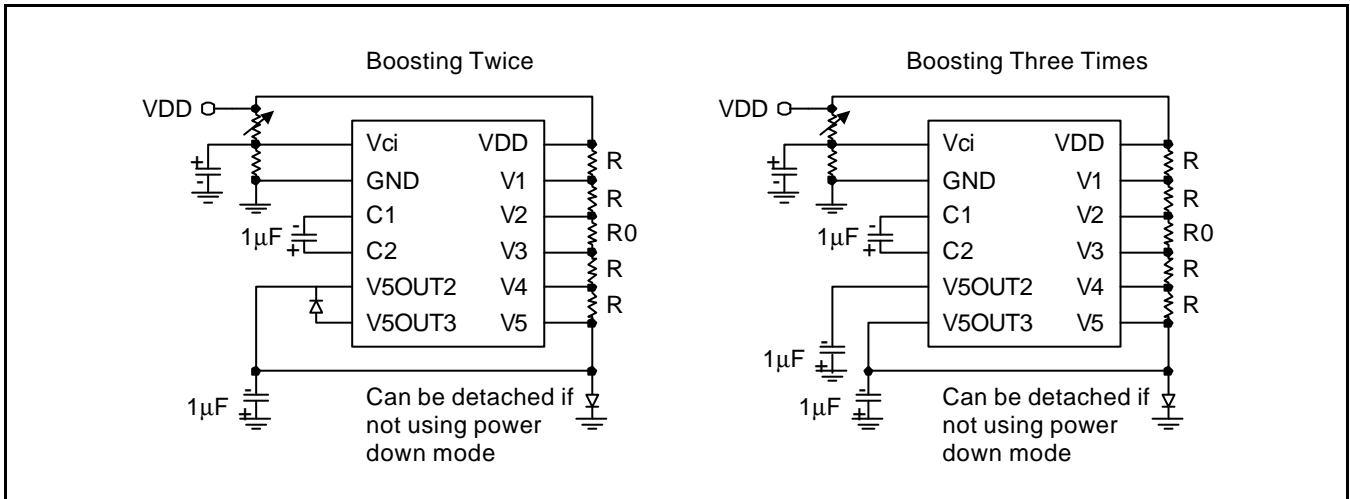 Boosting Twice
VDD
Vci VDD
GND V1
C1 V2
C2 V3
V5OUT2 V4
V5OUT3 V5
R
R
R0
R
R
+
-
1μF
-
+
1μF
-
+
Can be detached if
not using power
down mode
Boosting Three Times
VDD
Vci VDD
GND V1
C1 V2
C2 V3
V5OUT2 V4
V5OUT3 V5
R
R
R0
R
R
+
-
1μF
-
+
1μF
-
+
1μF
-
+
Can be detached if
not using power
down mode